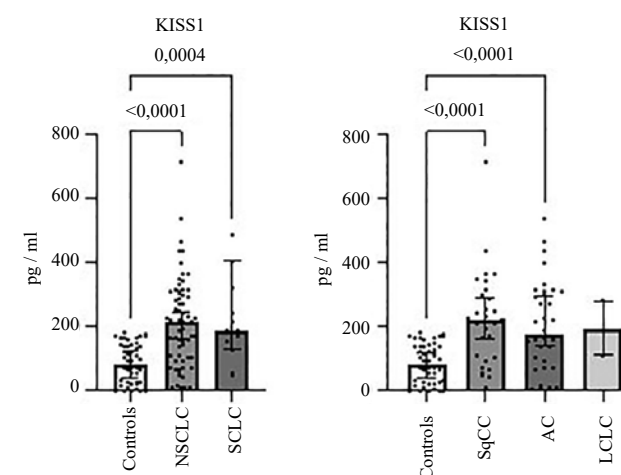 KISS1
0,0004
<0,0001
800
600
400
200
0
pg / ml
Controls
NSCLC
SCLC
KISS1
<0,0001
<0,0001
800
600
400
200
0
pg / ml
Controls
SqCC
AC
LCLC